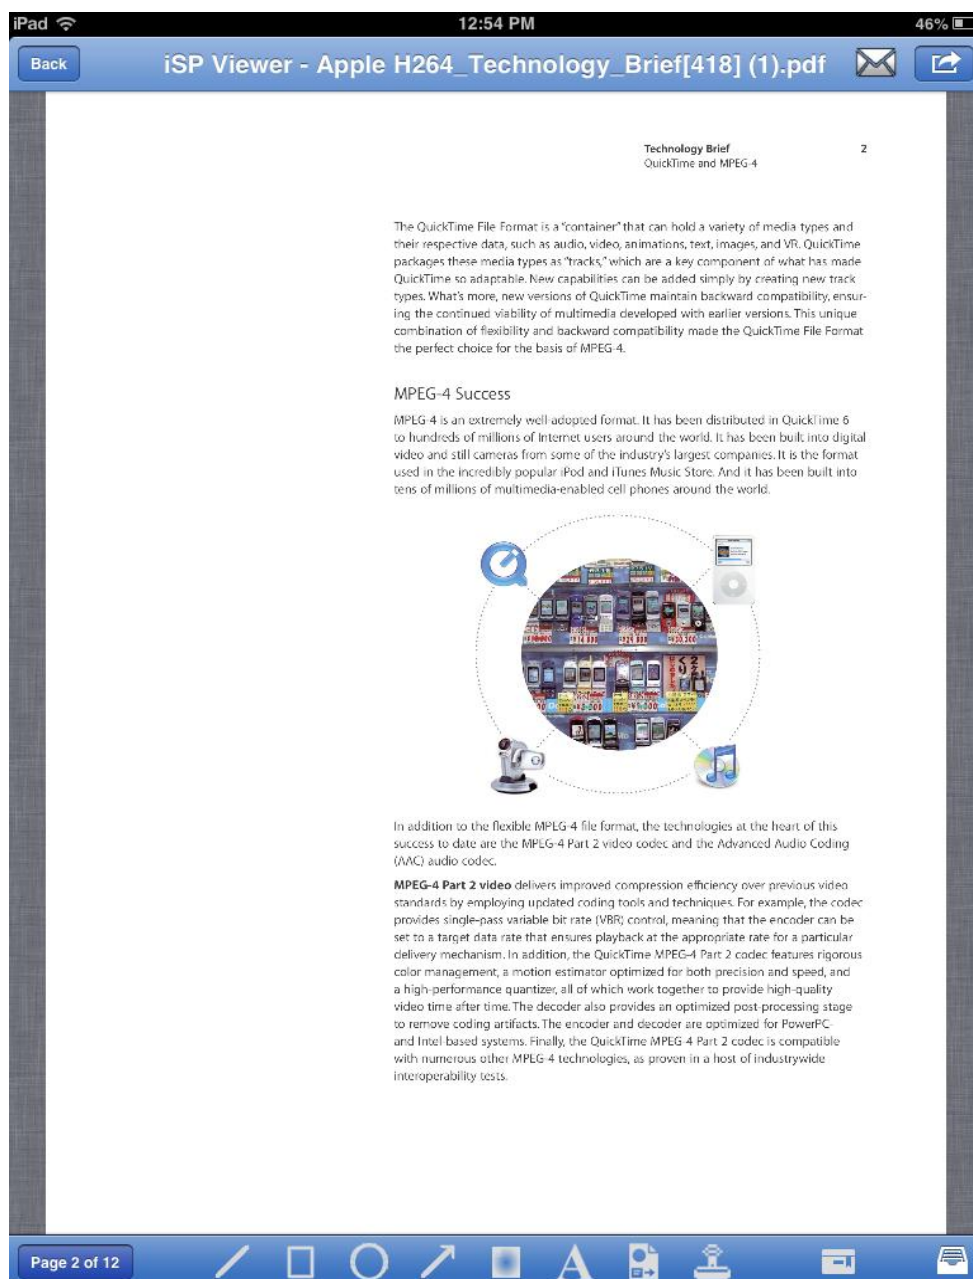 iPad
12:54 PM
46%
Back
iSP Viewer - Apple H264_Technology_Brief[418] (1).pdf
Technology Brief 2
QuickTime and MPEG-4
The QuickTime File Format is a “container” that can hold a variety of media types and
their respective data, such as audio, video, animations, text, images, and VR. QuickTime
packages these media types as “tracks,” which are a key component of what has made
QuickTime so adaptable. New capabilities can be added simply by creating new track
types. What’s more, new versions of QuickTime maintain backward compatibility, ensur-
ing the continued viability of multimedia developed with earlier versions. This unique
combination of flexibility and backward compatibility made the QuickTime File Format
the perfect choice for the basis of MPEG-4.
MPEG-4 Success
MPEG-4 is an extremely well-adopted format. It has been distributed in QuickTime 6
to hundreds of millions of Internet users around the world. It has been built into digital
video and still cameras from some of the industry’s largest companies. It is the format
used in the incredibly popular iPod and iTunes Music Store. And it has been built into
tens of millions of multimedia-enabled cell phones around the world.
In addition to the flexible MPEG-4 file format, the technologies at the heart of this
success to date are the MPEG-4 Part 2 video codec and the Advanced Audio Coding
(AAC) audio codec.
MPEG-4 Part 2 video delivers improved compression efficiency over previous video
standards by employing updated coding tools and techniques. For example, the codec
provides single-pass variable bit rate (VBR) control, meaning that the encoder can be
set to a target data rate that ensures playback at the appropriate rate for a particular
delivery mechanism. In addition, the QuickTime MPEG-4 Part 2 codec features rigorous
color management, a motion estimator optimized for both precision and speed, and
a high-performance quantizer, all of which work together to provide high-quality
video time after time. The decoder also provides an optimized post-processing stage
to remove coding artifacts. The encoder and decoder are optimized for PowerPC-
and Intel-based systems. Finally, the QuickTime MPEG-4 Part 2 codec is compatible
with numerous other MPEG-4 technologies, as proven in a host of industrywide
interoperability tests.
Page 2 of 12
A